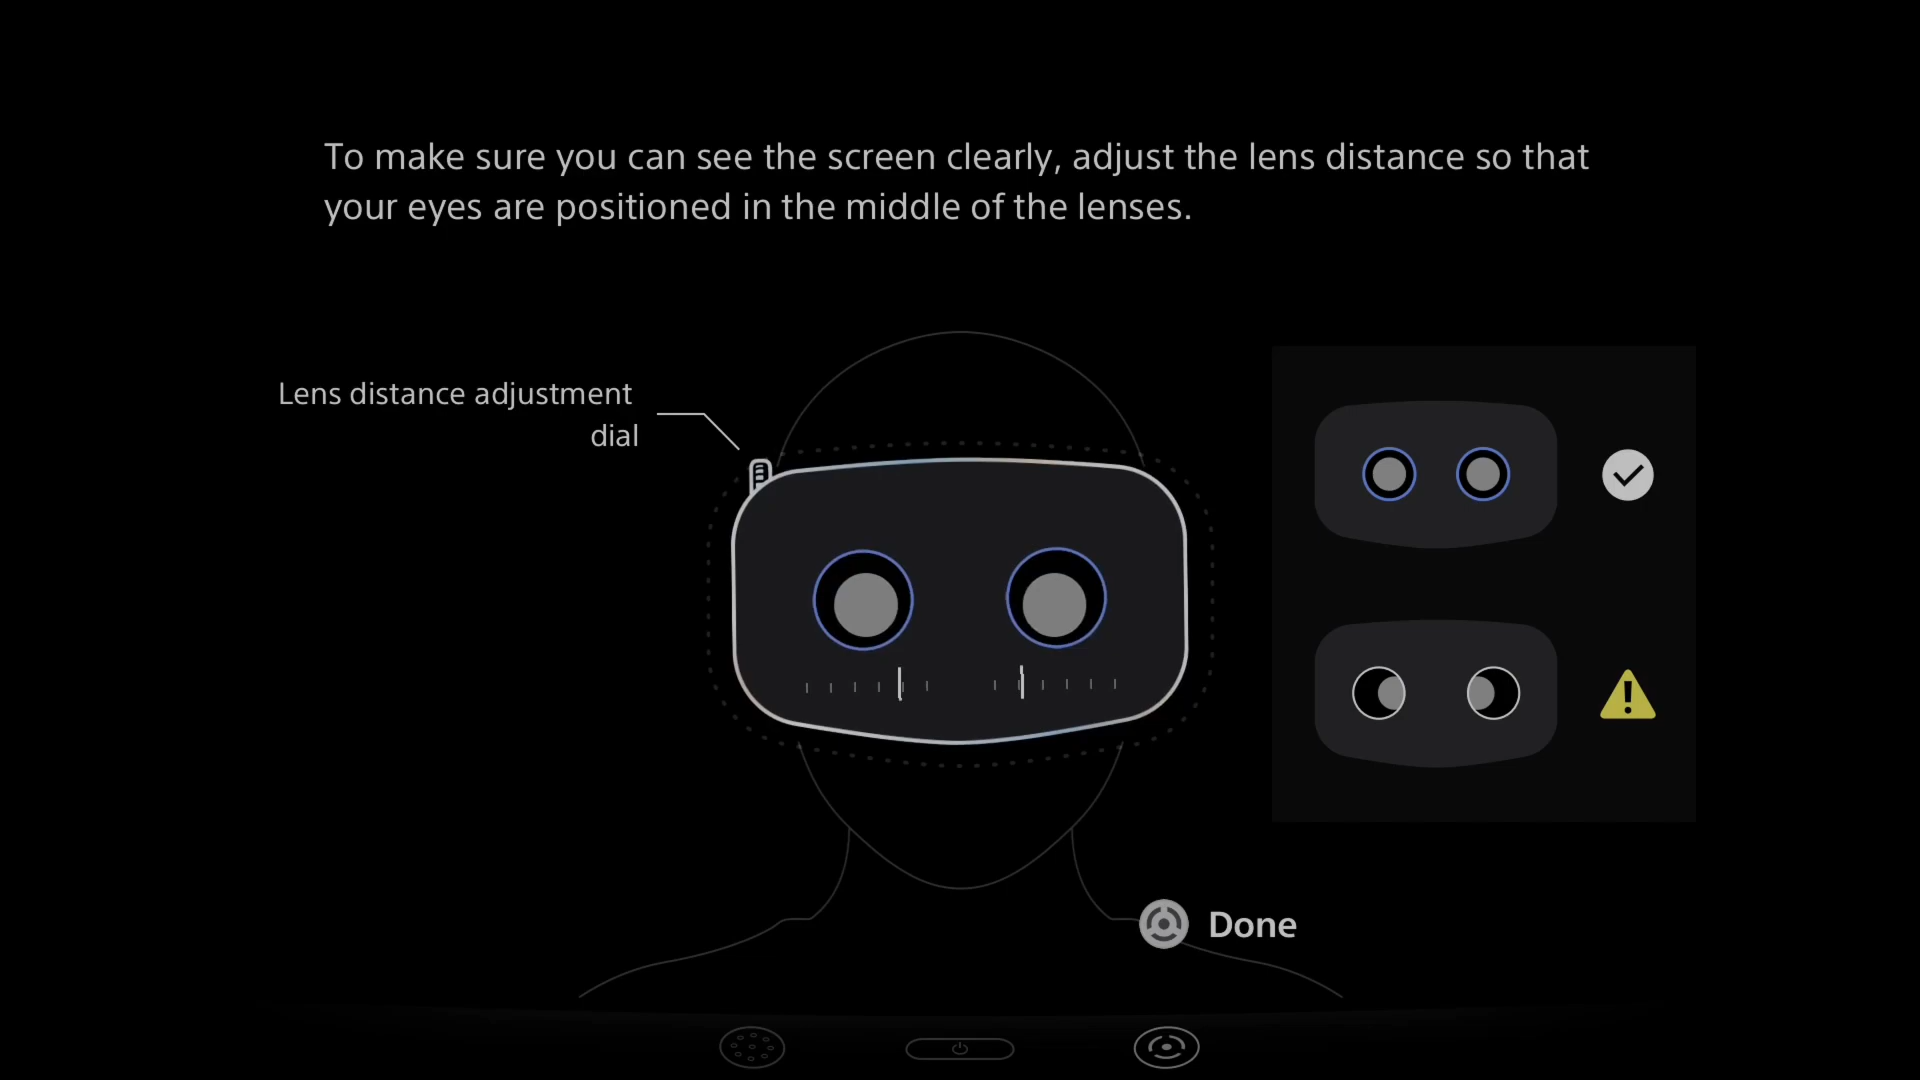 To make sure you can see the screen clearly, adjust the lens distance so that
your eyes are positioned in the middle of the lenses.
Lens distance adjustment
dial
Done